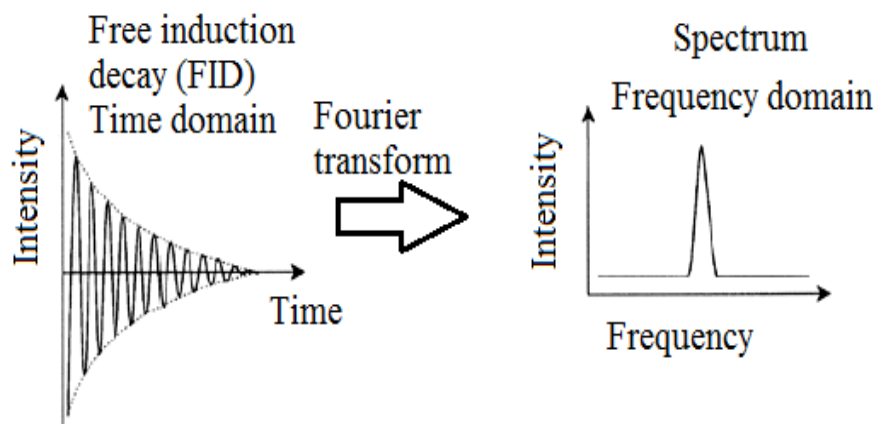 Free induction
decay (FID)
Time domain
Intensity
Time
Fourier
transform
Spectrum
Frequency domain
Intensity
Frequency